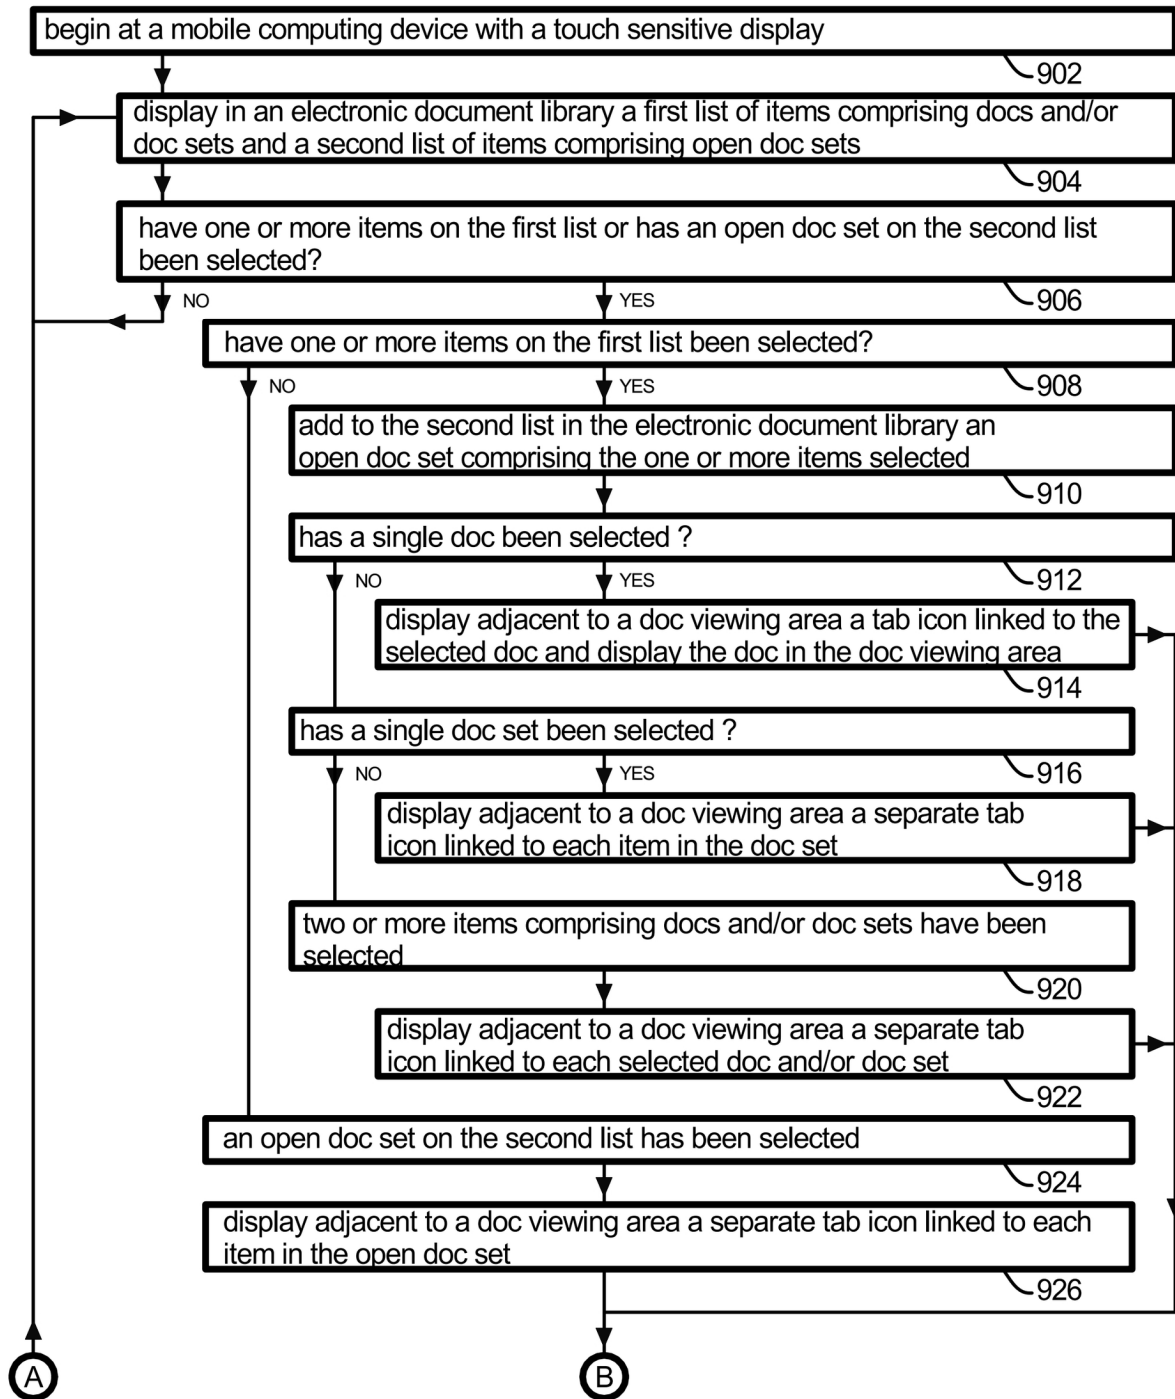 begin at a mobile computing device with a touch sensitive display
902
display in an electronic document library a first list of items comprising docs and/or
doc sets and a second list of items comprising open doc sets
904
have one or more items on the first list or has an open doc set on the second list
been selected?
906
NO
YES
have one or more items on the first list been selected?
908
NO
YES
add to the second list in the electronic document library an
open doc set comprising the one or more items selected
910
has a single doc been selected ?
912
NO
YES
display adjacent to a doc viewing area a tab icon linked to the
selected doc and display the doc in the doc viewing area
914
has a single doc set been selected ?
916
NO
YES
display adjacent to a doc viewing area a separate tab
icon linked to each item in the doc set
918
two or more items comprising docs and/or doc sets have been
selected
920
display adjacent to a doc viewing area a separate tab
icon linked to each selected doc and/or doc set
922
an open doc set on the second list has been selected
924
display adjacent to a doc viewing area a separate tab icon linked to each
item in the open doc set
926
A
B